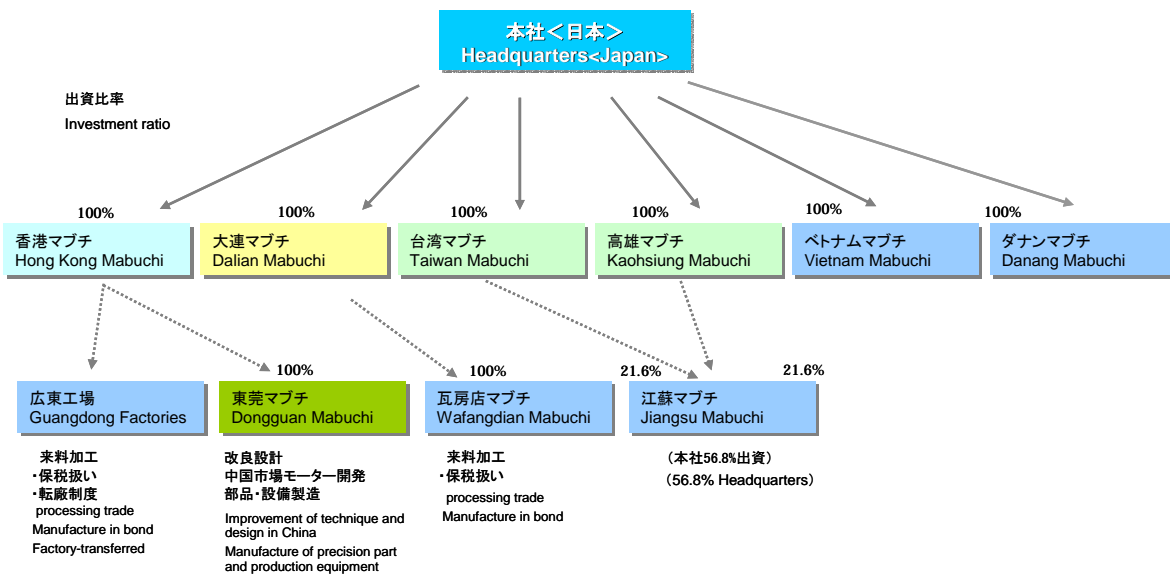 本社<日本>
Headquarters<Japan>
出資比率
Investment ratio
100%
100%
100%
100%
100%
100%
香港マブチ
Hong Kong Mabuchi
大連マブチ
Dalian Mabuchi
台湾マブチ
Taiwan Mabuchi
高雄マブチ
Kaohsiung Mabuchi
ベトナムマブチ
Vietnam Mabuchi
ダナンマブチ
Danang Mabuchi
100%
100%
21.6%
21.6%
広東工場
Guangdong Factories
東莞マブチ
Dongguan Mabuchi
瓦房店マブチ
Wafangdian Mabuchi
江蘇マブチ
Jiangsu Mabuchi
来料加工
・保税扱い
・転廠制度
processing trade
Manufacture in bond
Factory-transferred
改良設計
中国市場モーター開発
部品・設備製造
Improvement of technique and
design in China
Manufacture of precision part
and production equipment
来料加工
・保税扱い
processing trade
Manufacture in bond
(本社56.8%出資)
(56.8% Headquarters)